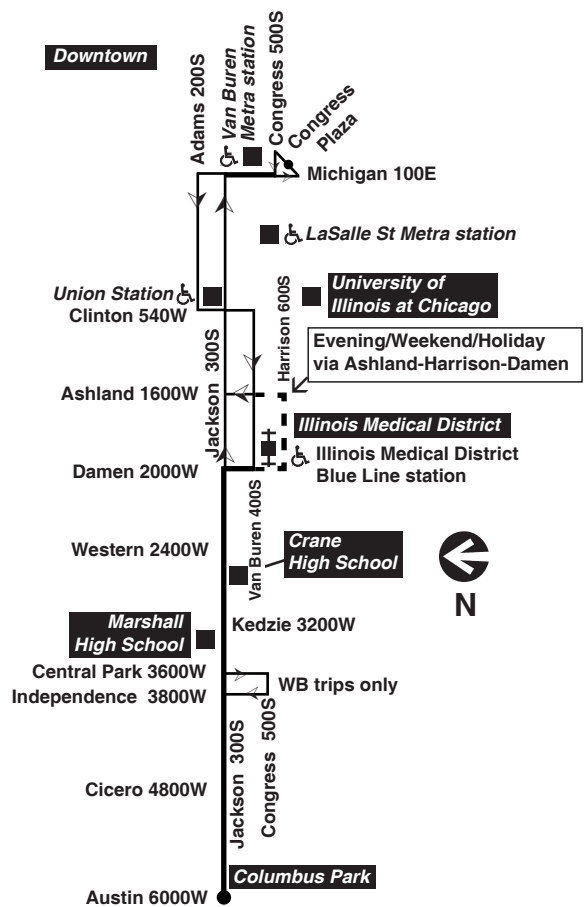 Downtown
Adams 200S
Van Buren
Metra station
Congress 500S
Congress
Plaza
Michigan 100E
LaSalle St Metra station
Union Station
Clinton 540W
University of
Illinois at Chicago
Harrison 600S
Evening/Weekend/Holiday
via Ashland-Harrison-Damen
Jackson 300S
Ashland 1600W
Illinois Medical District
Illinois Medical District
Blue Line station
Damen 2000W
Van Buren 400S
Western 2400W
Crane
High School
N
Marshall
High School
Kedzie 3200W
Central Park 3600W
Independence 3800W
WB trips only
Jackson 300S
Congress 500S
Cicero 4800W
Columbus Park
Austin 6000W